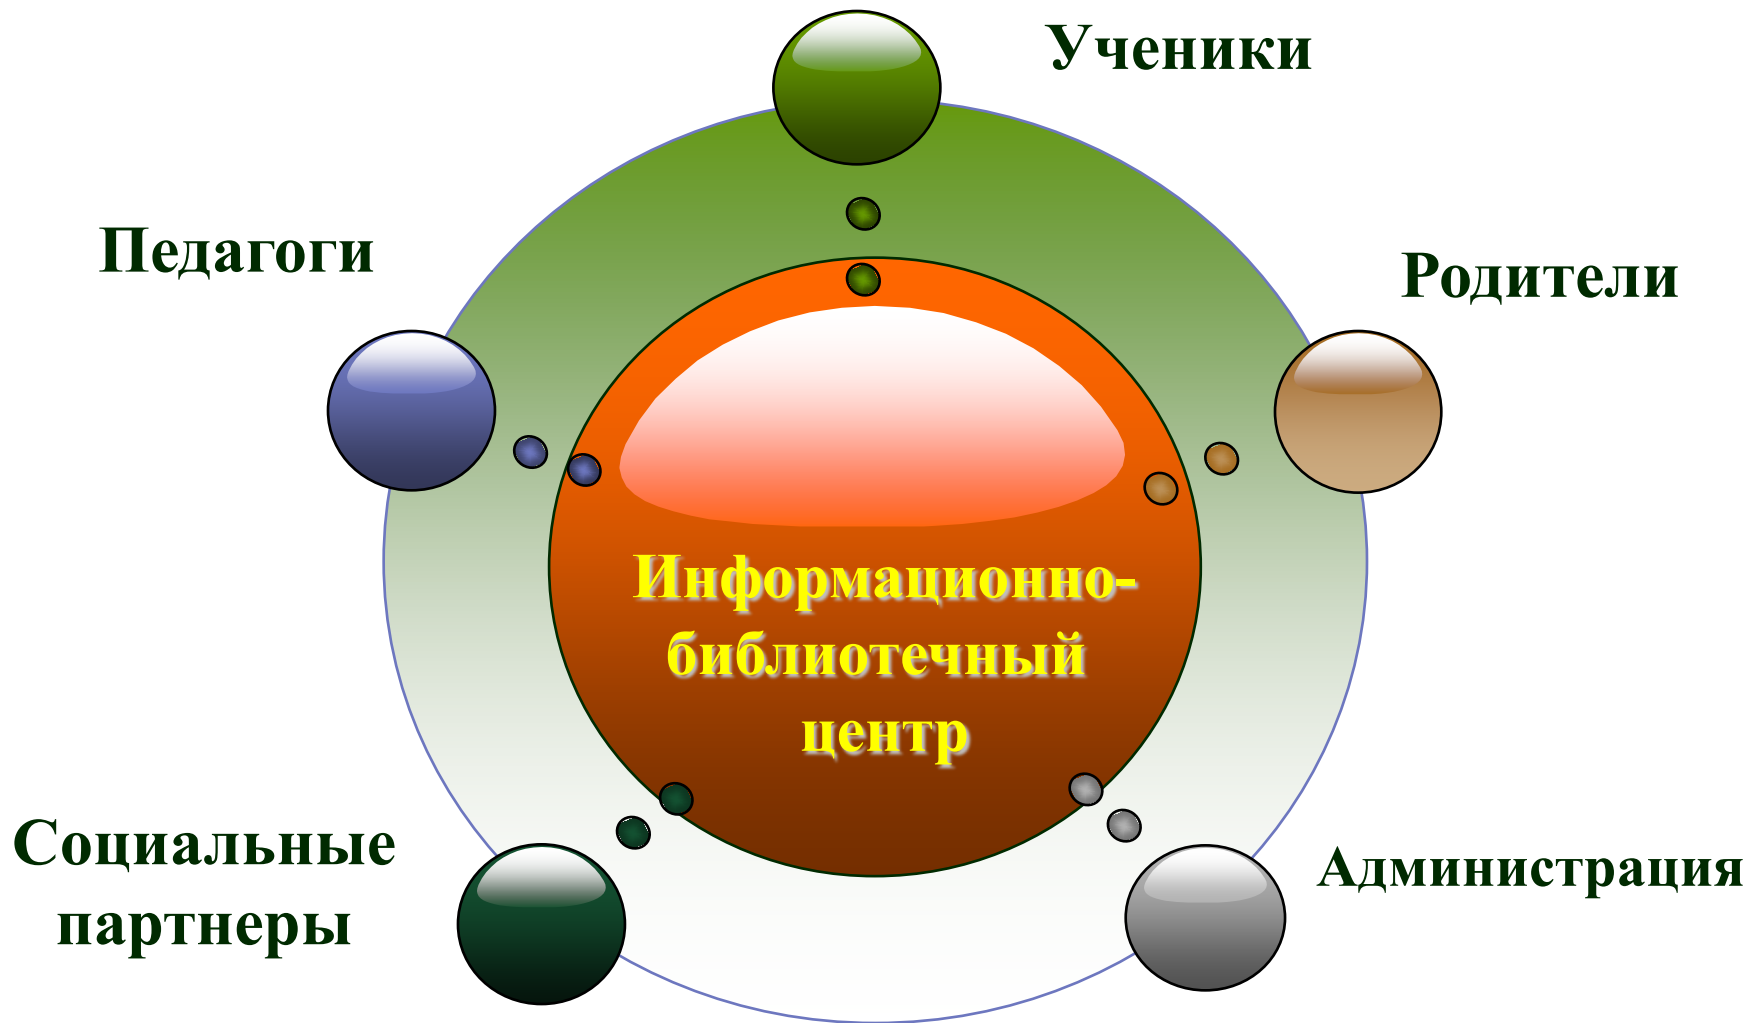 Ученики
Педагоги
Родители
Информационно-
библиотечный
центр
Социальные
партнеры
Администрация